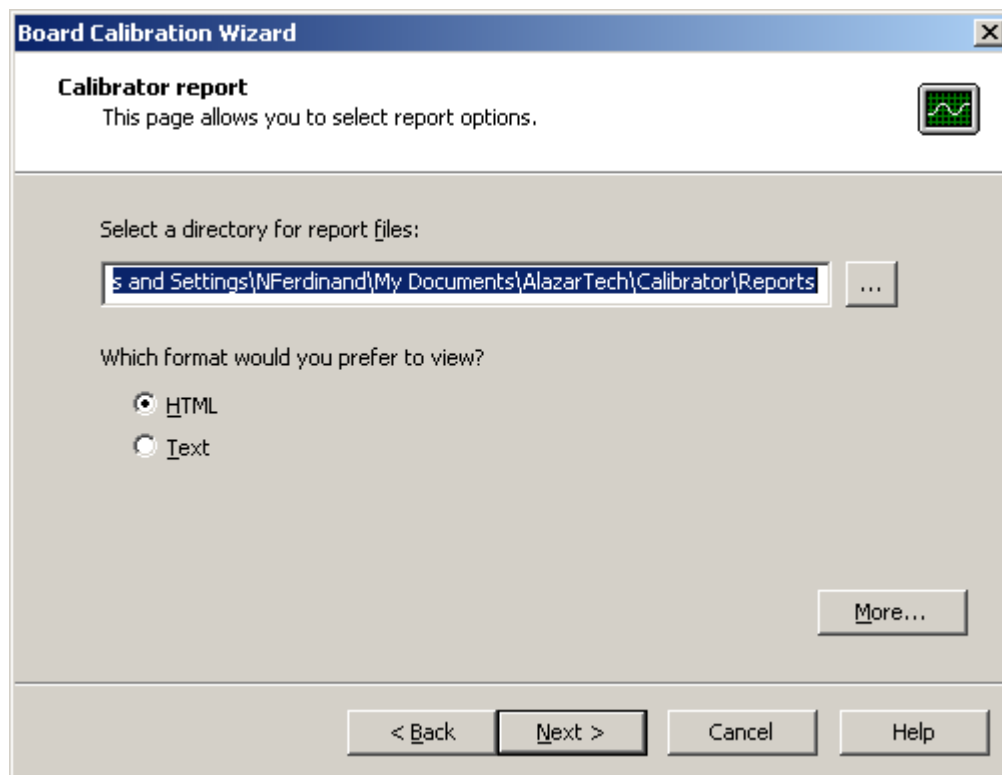 Board Calibration Wizard
Calibrator report
This page allows you to select report options.
Select a directory for report files:
s and Settings\NFerdinand\My Documents\AlazarTech\Calibrator\Reports
...
Which format would you prefer to view?
HTML
Text
More...
< Back
Next >
Cancel
Help